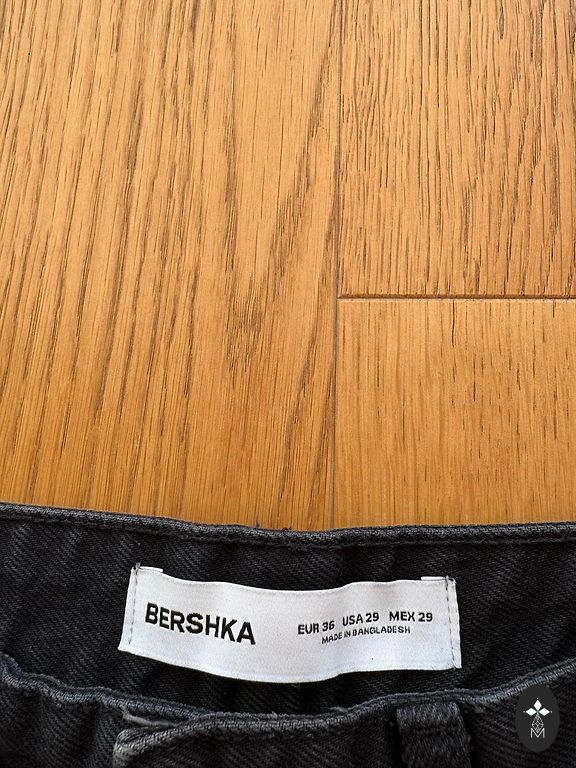 BERSHKA
EUR 36 USA 29 MEX 29
MADE IN BANGLADESH
M